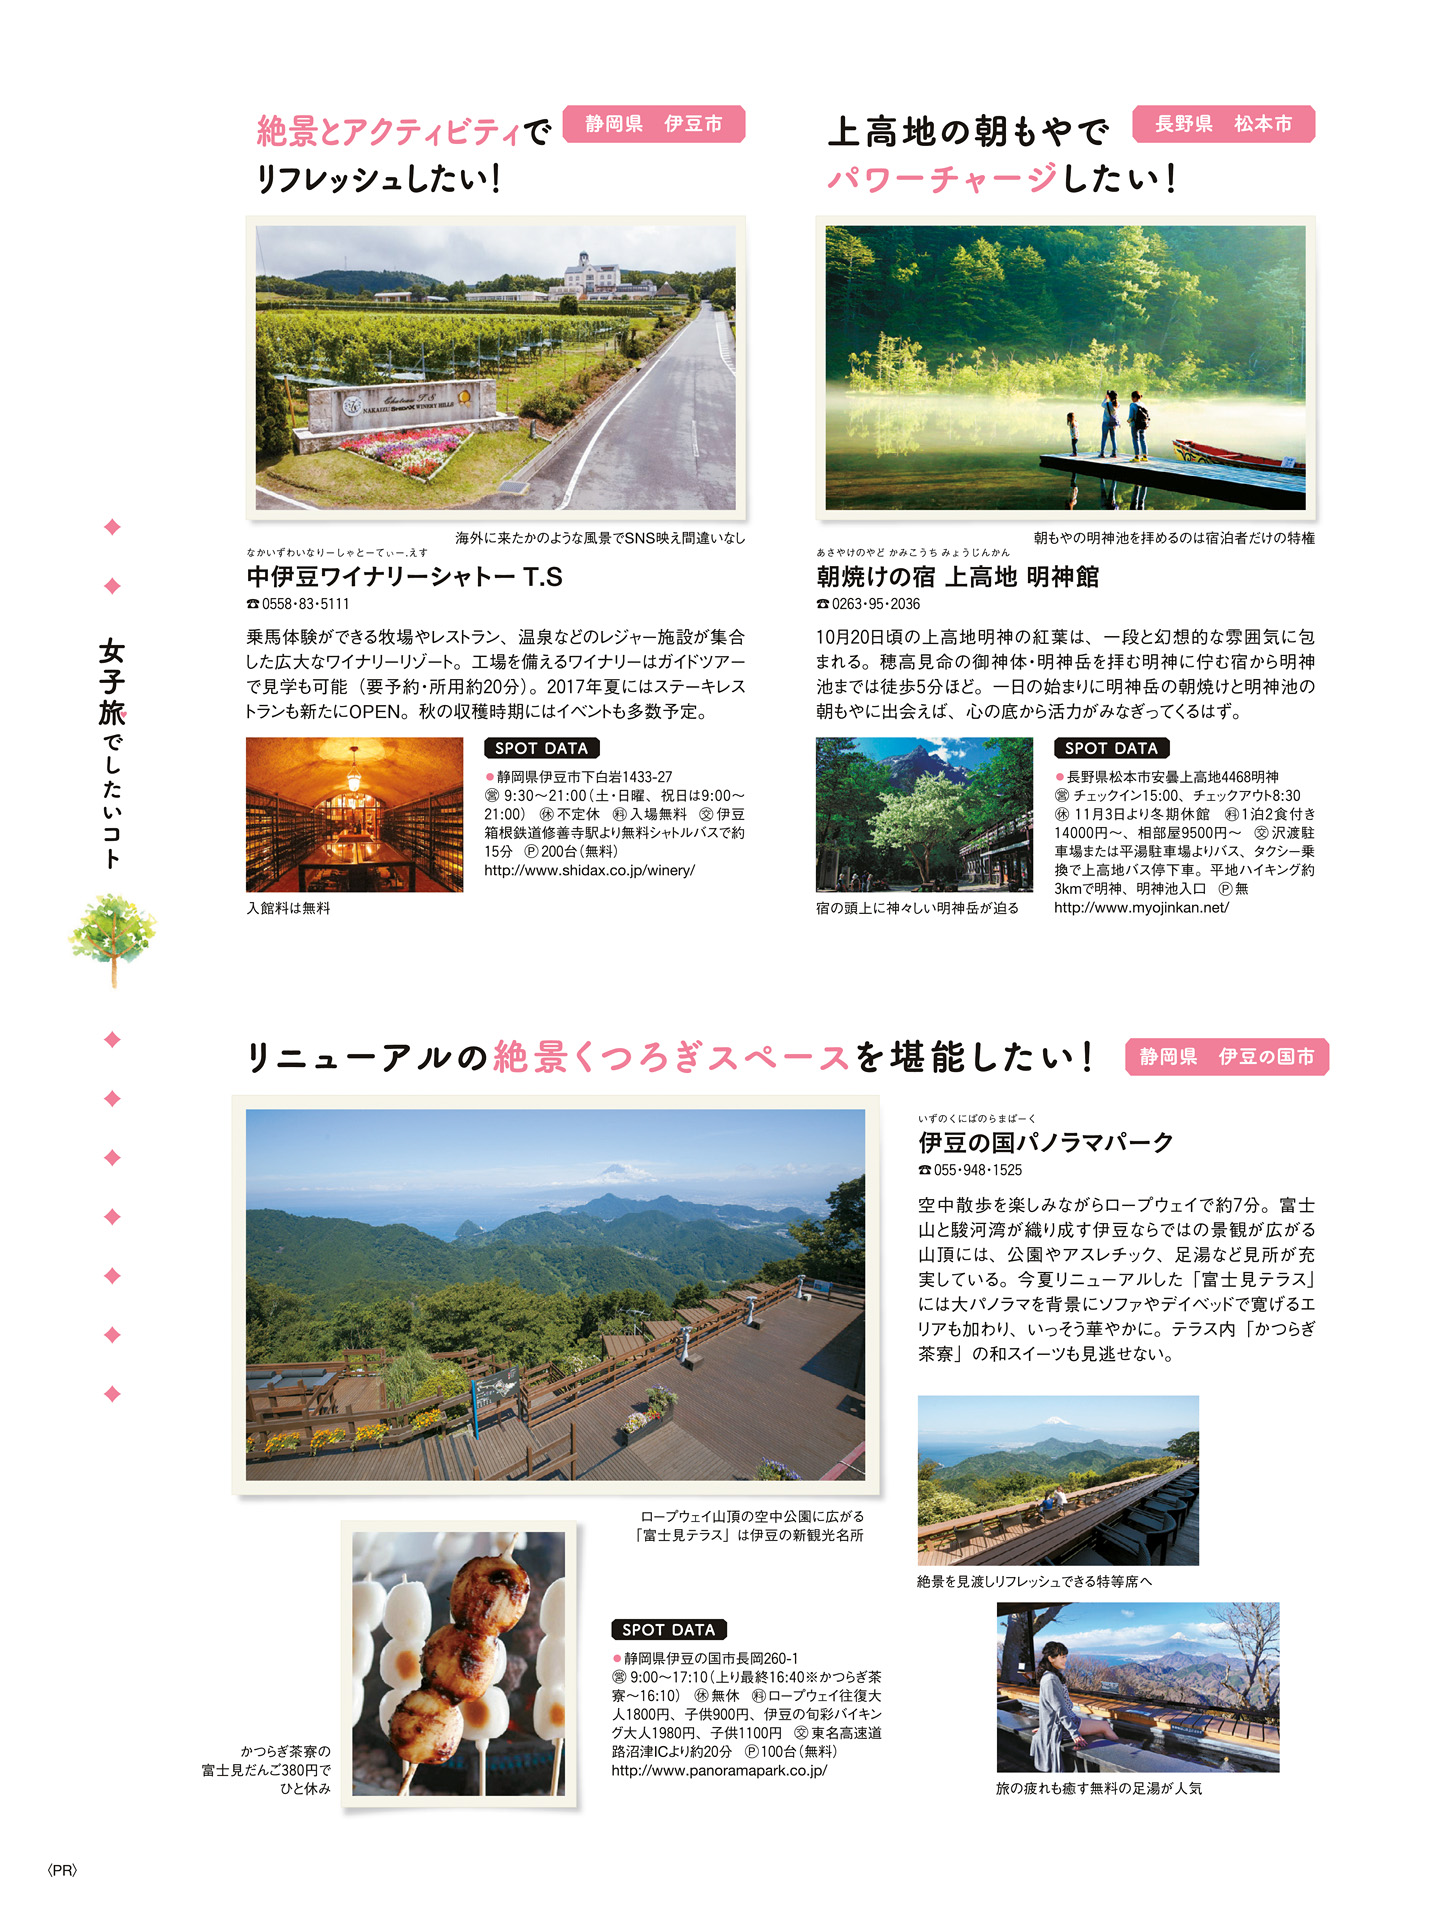 絶景とアクティビティで
リフレッシュしたい！
静岡県　伊豆市
Chateau T.S
NAKAIZU SHIDAX WINERY HILLS
海外に来たかのような風景でSNS映え間違いなし
なかいずわいなりーしゃとーてぃー.えす
中伊豆ワイナリーシャトー T.S
☎0558・83・5111
乗馬体験ができる牧場やレストラン、温泉などのレジャー施設が集合
した広大なワイナリーリゾート。工場を備えるワイナリーはガイドツアー
で見学も可能（要予約・所用約20分）。2017年夏にはステーキレス
トランも新たにOPEN。秋の収穫時期にはイベントも多数予定。
入館料は無料
SPOT DATA
●静岡県伊豆市下白岩1433-27
㊂営 9:30～21:00（土・日曜、祝日は9:00～
21:00）　㊡不定休　料入場無料　交伊豆
箱根鉄道修善寺駅より無料シャトルバスで約
15分　Ⓟ200台（無料）
http://www.shidax.co.jp/winery/
上高地の朝もやで
パワーチャージしたい！
長野県　松本市
朝もやの明神池を拝めるのは宿泊者だけの特権
あさやけのやど かみこうち みょうじんかん
朝焼けの宿 上高地 明神館
☎0263・95・2036
10月20日頃の上高地明神の紅葉は、一段と幻想的な雰囲気に包
まれる。穂高見命の御神体・明神岳を拝む明神に佇む宿から明神
池までは徒歩5分ほど。一日の始まりに明神岳の朝焼けと明神池の
朝もやに出会えば、心の底から活力がみなぎってくるはず。
宿の頭上に神々しい明神岳が迫る
SPOT DATA
●長野県松本市安曇上高地4468明神
営 チェックイン15:00、チェックアウト8:30
㊡ 11月3日より冬期休館　料1泊2食付き
14000円～、相部屋9500円～　交沢渡駐
車場または平湯駐車場よりバス、タクシー乗
換で上高地バス停下車。平地ハイキング約
3kmで明神、明神池入口　Ⓟ無
http://www.myojinkan.net/
女子旅でしたいコト
リニューアルの絶景くつろぎスペースを堪能したい！
静岡県　伊豆の国市
ロープウェイ山頂の空中公園に広がる
「富士見テラス」は伊豆の新観光名所
いずのくにぱのらまぱーく
伊豆の国パノラマパーク
☎055・948・1525
空中散歩を楽しみながらロープウェイで約7分。富士
山と駿河湾が織り成す伊豆ならではの景観が広がる
山頂には、公園やアスレチック、足湯など見所が充
実している。今夏リニューアルした「富士見テラス」
には大パノラマを背景にソファやデイベッドで寛げるエ
リアも加わり、いっそう華やかに。テラス内「かつらぎ
茶寮」の和スイーツも見逃せない。
絶景を見渡しリフレッシュできる特等席へ
旅の疲れも癒す無料の足湯が人気
かつらぎ茶寮の
富士見だんご380円で
ひと休み
SPOT DATA
●静岡県伊豆の国市長岡260-1
営 9:00～17:10（上り最終16:40※かつらぎ茶
寮～16:10）　㊡無休　料ロープウェイ往復大
人1800円、子供900円、伊豆の旬彩バイキン
グ大人1980円、子供1100円　交東名高速道
路沼津ICより約20分　Ⓟ100台（無料）
http://www.panoramapark.co.jp/
〈PR〉